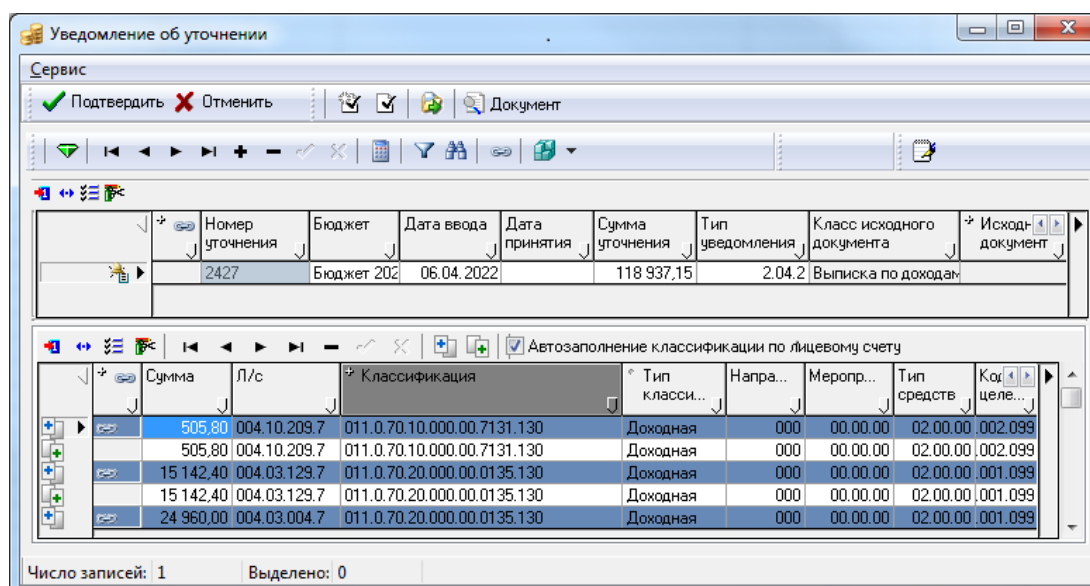 Уведомление об уточнении
Сервис
Подтвердить Отменить Документ
Номер уточнения Бюджет Дата ввода Дата принятия Сумма уточнения Тип уведомления Класс исходного документа Исходн документ
2427 Бюджет 202 06.04.2022 118 937,15 2.04.2 Выписка по доходам
Автозаполнение классификации по лицевому счету
Сумма Л/с Классификация Тип класси... Напра... Меропр... Тип средств Код целе...
505,80 004.10.209.7 011.0.70.10.000.00.7131.130 Доходная 000 00.00.00 02.00.00 .002.099
505,80 004.10.209.7 011.0.70.10.000.00.7131.130 Доходная 000 00.00.00 02.00.00 .002.099
15 142,40 004.03.129.7 011.0.70.20.000.00.0135.130 Доходная 000 00.00.00 02.00.00 .001.099
15 142,40 004.03.129.7 011.0.70.20.000.00.0135.130 Доходная 000 00.00.00 02.00.00 .001.099
24 960,00 004.03.004.7 011.0.70.20.000.00.0135.130 Доходная 000 00.00.00 02.00.00 .001.099
Число записей: 1 Выделено: 0